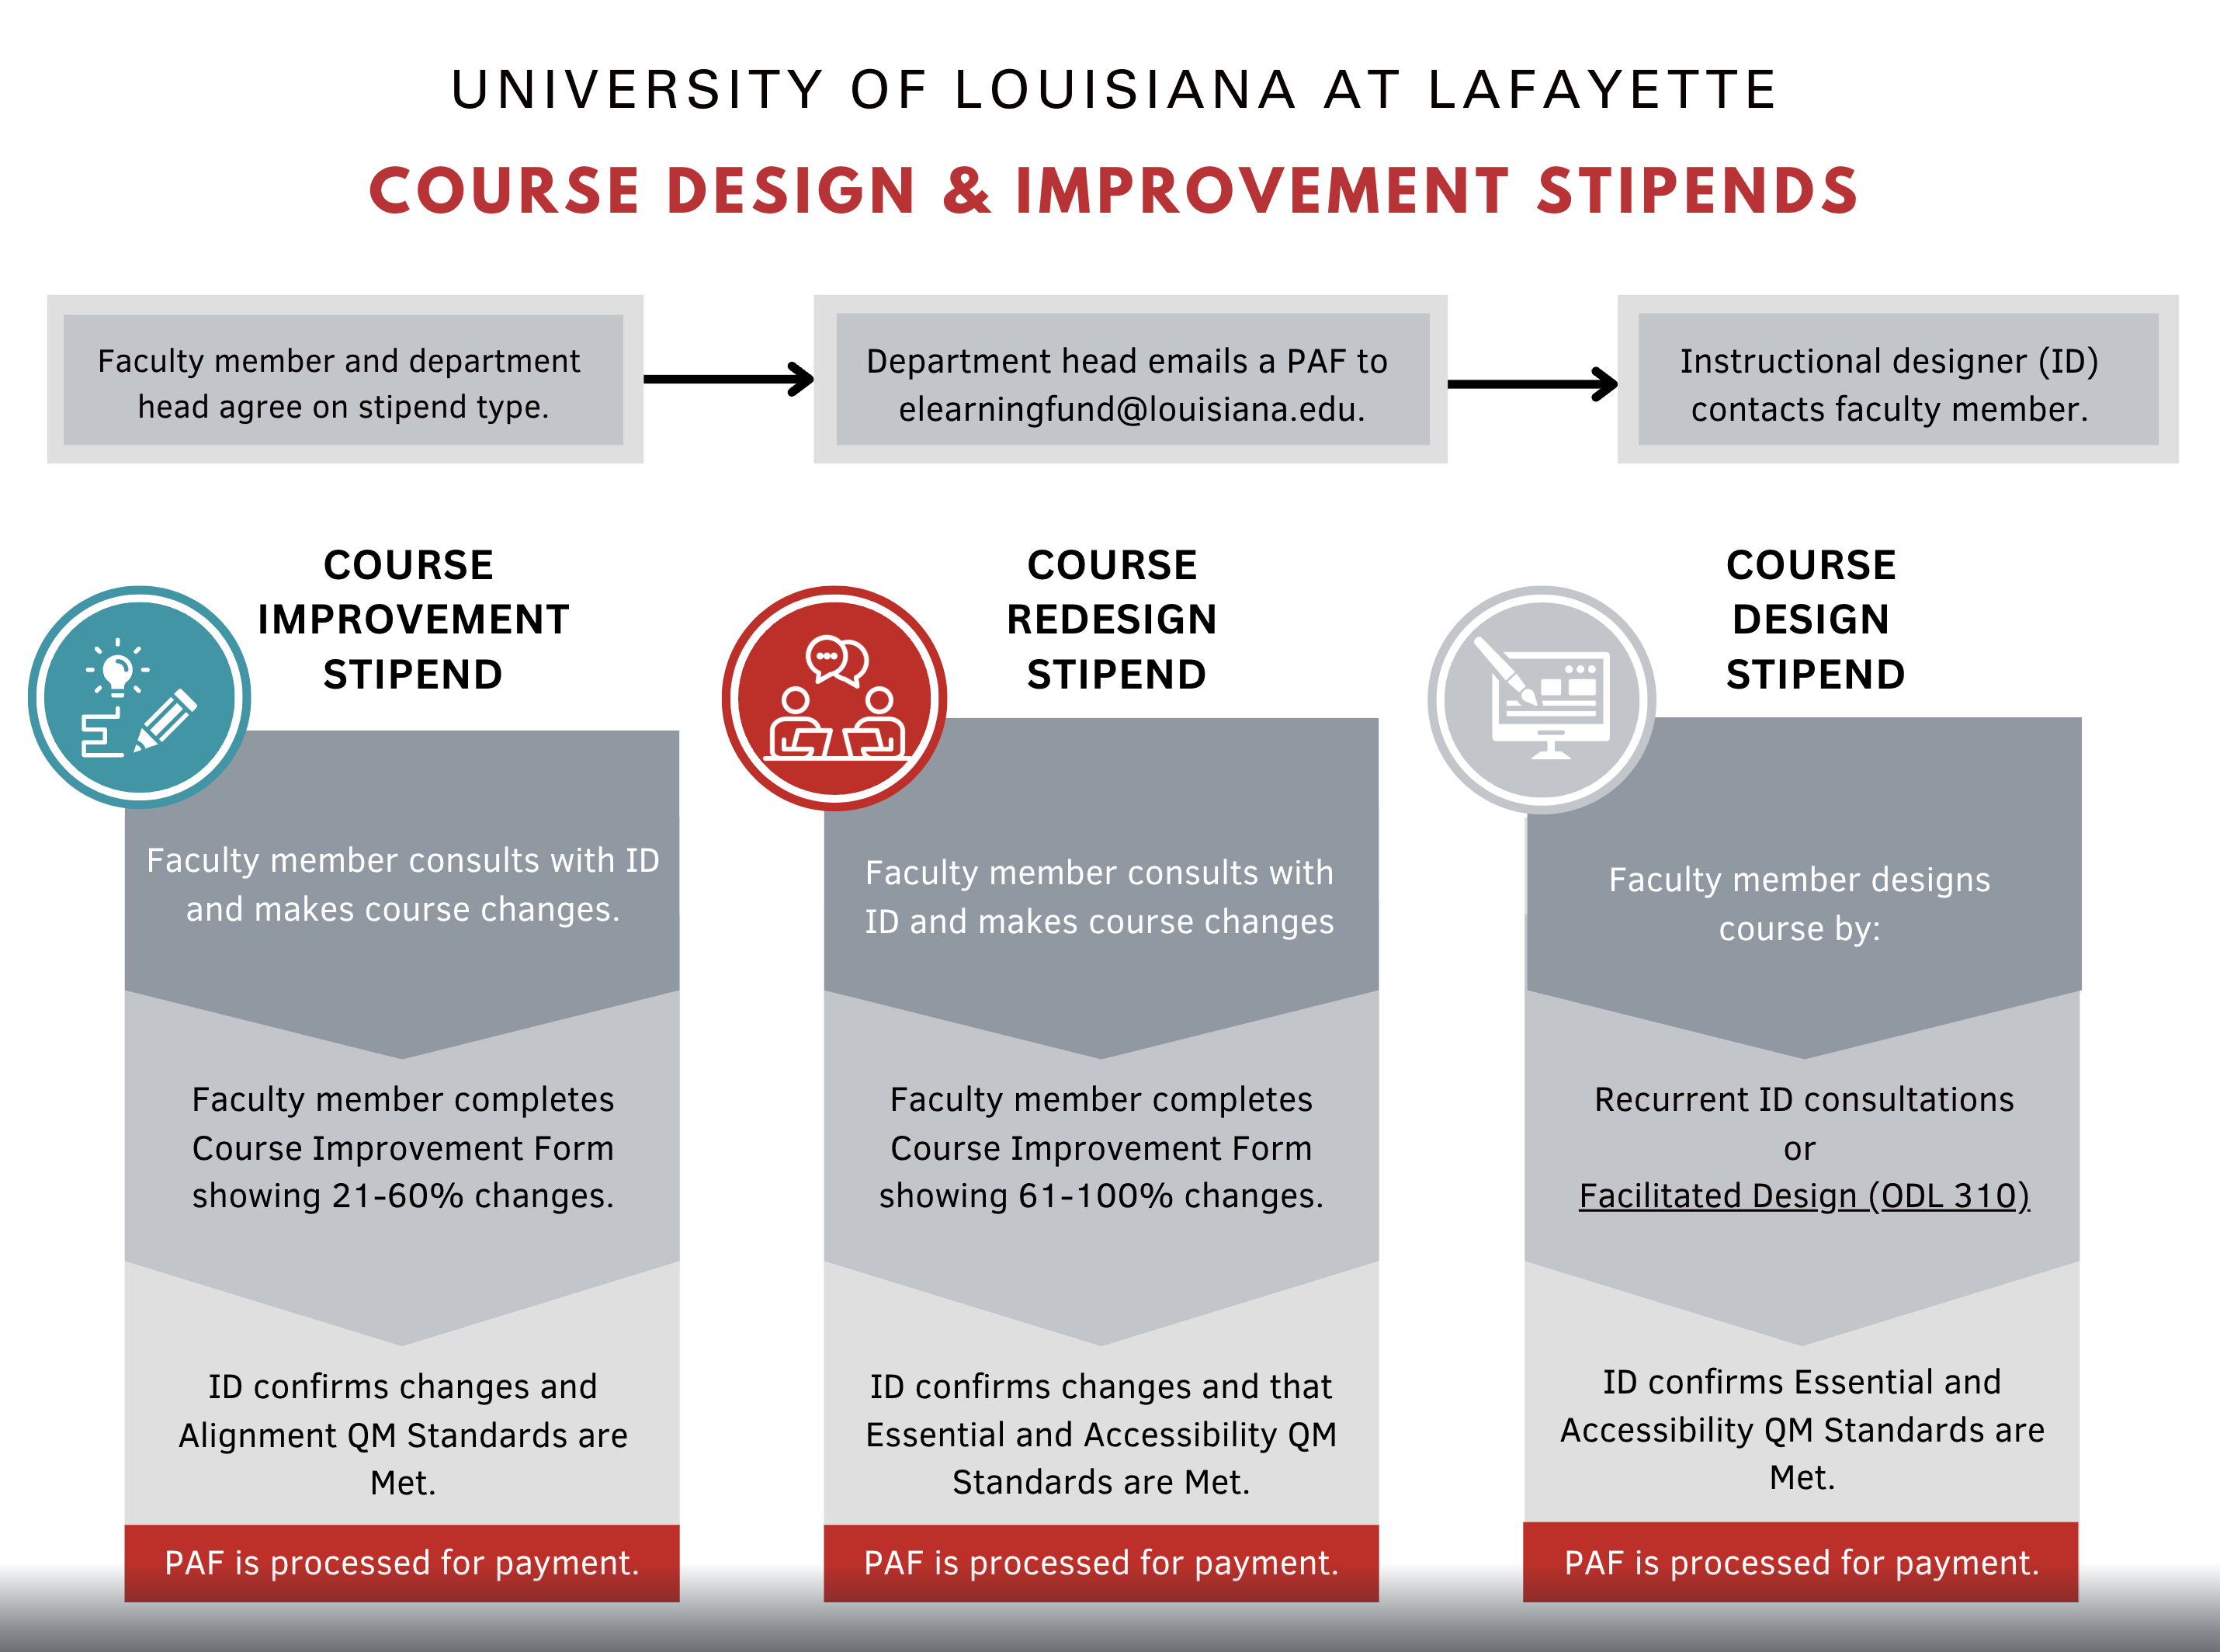 UNIVERSITY OF LOUISIANA AT LAFAYETTE
COURSE DESIGN & IMPROVEMENT STIPENDS
Faculty member and department
head agree on stipend type.
Department head emails a PAF to
elearningfund@louisiana.edu.
Instructional designer (ID)
contacts faculty member.
COURSE
IMPROVEMENT
STIPEND
Faculty member consults with ID
and makes course changes.
Faculty member completes
Course Improvement Form
showing 21-60% changes.
ID confirms changes and
Alignment QM Standards are
Met.
PAF is processed for payment.
COURSE
REDESIGN
STIPEND
Faculty member consults with
ID and makes course changes
Faculty member completes
Course Improvement Form
showing 61-100% changes.
ID confirms changes and that
Essential and Accessibility QM
Standards are Met.
PAF is processed for payment.
COURSE
DESIGN
STIPEND
Faculty member designs
course by:
Recurrent ID consultations
or
Facilitated Design (ODL 310)
ID confirms Essential and
Accessibility QM Standards are
Met.
PAF is processed for payment.